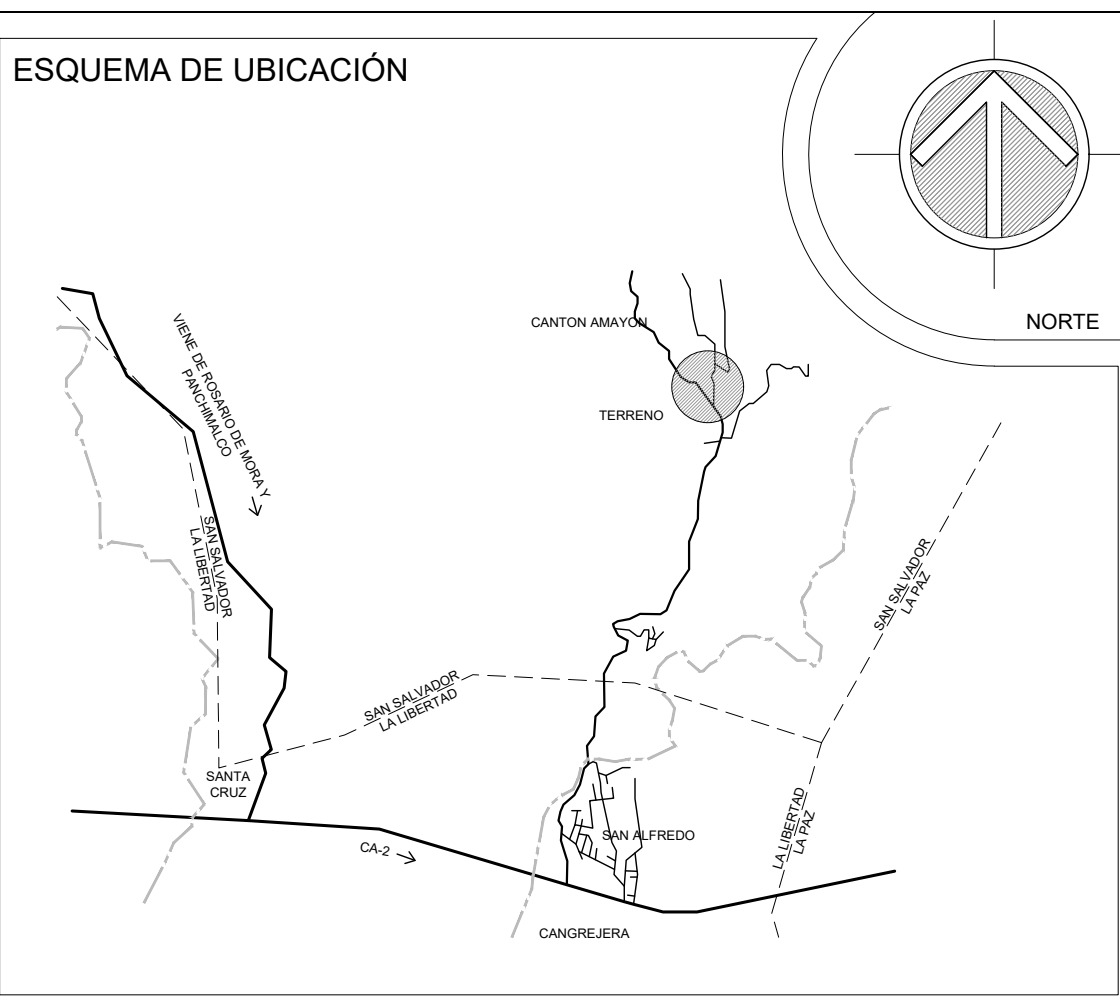 ESQUEMA DE UBICACIÓN
NORTE
VIENE DE ROSARIO DE MORA Y
PANCHIMALCO
CANTON AMAYON
TERRENO
SAN SALVADOR
LA LIBERTAD
SAN SALVADOR
LA PAZ
SAN SALVADOR
LA LIBERTAD
SANTA
CRUZ
SAN ALFREDO
LA LIBERTAD
LA PAZ
CA-2
CANGREJERA